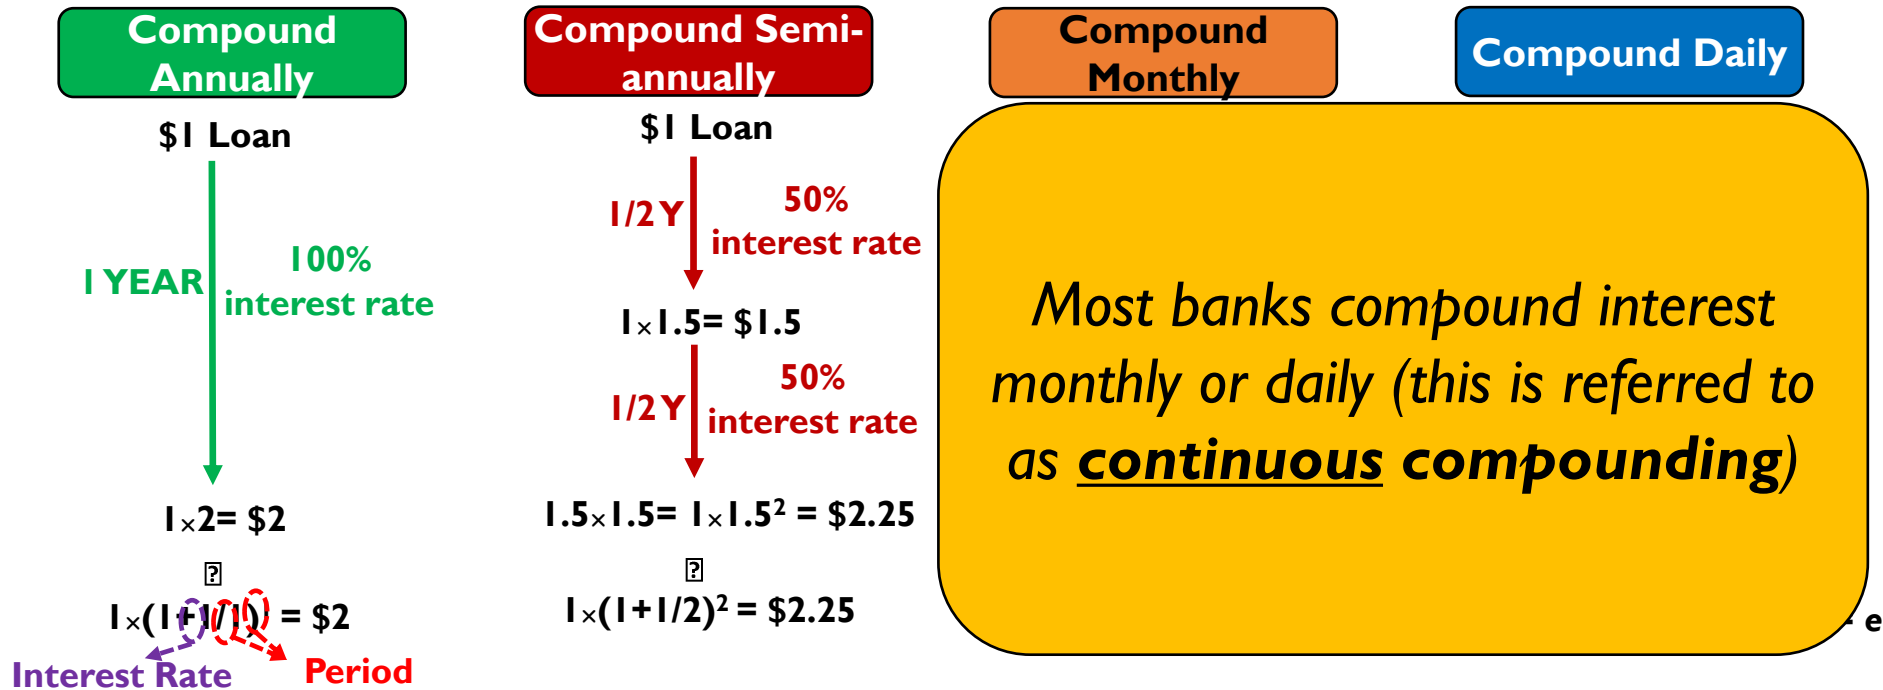 Compound
Annually
$1 Loan
1 YEAR
100%
interest rate
1×2= $2
1×(1+1/1)¹ = $2
Interest Rate
Period
Compound Semi-
annually
$1 Loan
1/2 Y
50%
interest rate
1×1.5= $1.5
1/2 Y
50%
interest rate
1.5×1.5= 1×1.5² = $2.25
1×(1+1/2)² = $2.25
Compound
Monthly
Compound Daily
Most banks compound interest
monthly or daily (this is referred to
as continuous compounding)
e